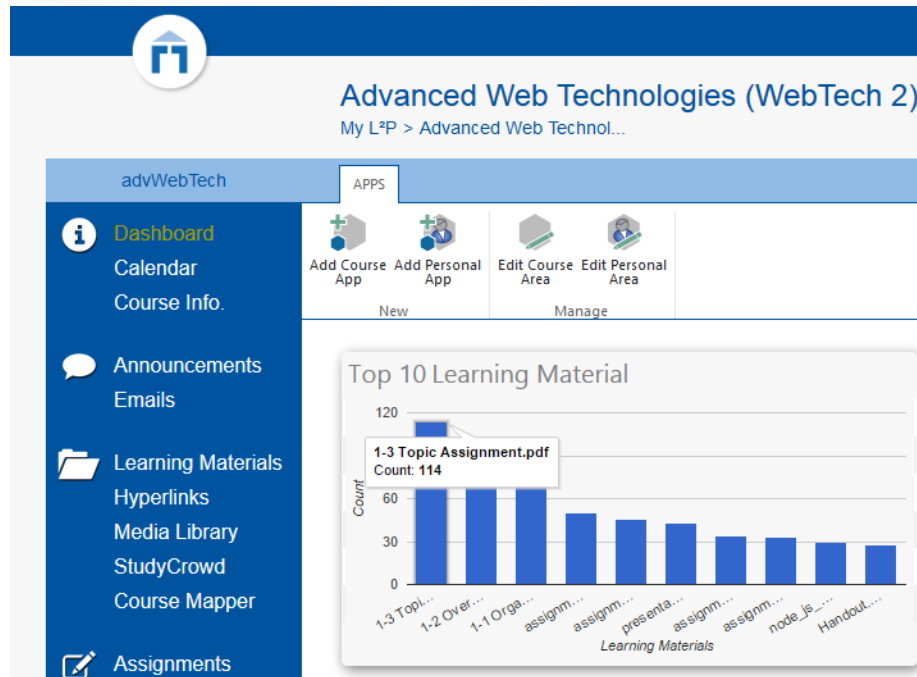 Advanced Web Technologies (WebTech 2)
My L²P > Advanced Web Technol...
advWebTech
APPS
Dashboard
Calendar
Course Info.
Announcements
Emails
Learning Materials
Hyperlinks
Media Library
StudyCrowd
Course Mapper
Assignments
Add Course App
Add Personal App
Edit Course Area
Edit Personal Area
New
Manage
Top 10 Learning Material
120
1-3 Topic Assignment.pdf
Count: 114
60
30
0
Count
1-3 Topi...
1-2 Over...
1-1 Orga...
assignm...
assignm...
presenta...
assignm...
assignm...
node_js_...
Handout....
Learning Materials